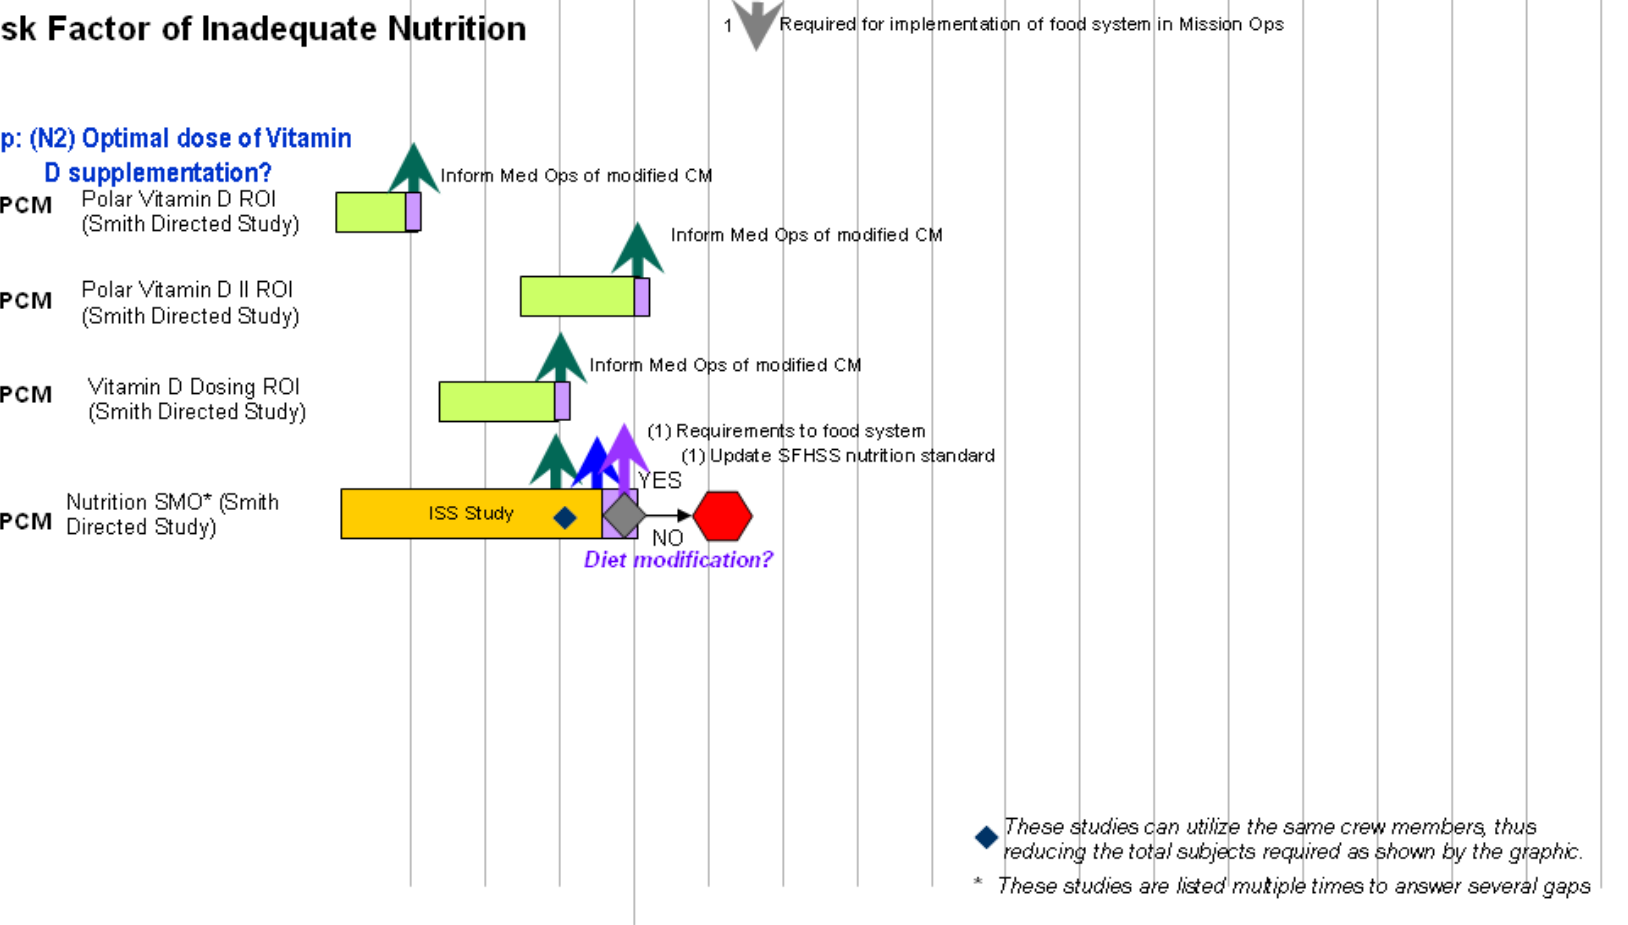 sk Factor of Inadequate Nutrition
1 Required for implementation of food system in Mission Ops
p: (N2) Optimal dose of Vitamin
D supplementation?
Inform Med Ops of modified CM
PCM Polar Vitamin D ROI
(Smith Directed Study)
Inform Med Ops of modified CM
PCM Polar Vitamin D II ROI
(Smith Directed Study)
Inform Med Ops of modified CM
PCM Vitamin D Dosing ROI
(Smith Directed Study)
(1) Requirements to food system
(1) Update SFHSS nutrition standard
YES
PCM Nutrition SMO* (Smith
Directed Study)
ISS Study
NO
Diet modification?
These studies can utilize the same crew members, thus
reducing the total subjects required as shown by the graphic.
* These studies are listed multiple times to answer several gaps